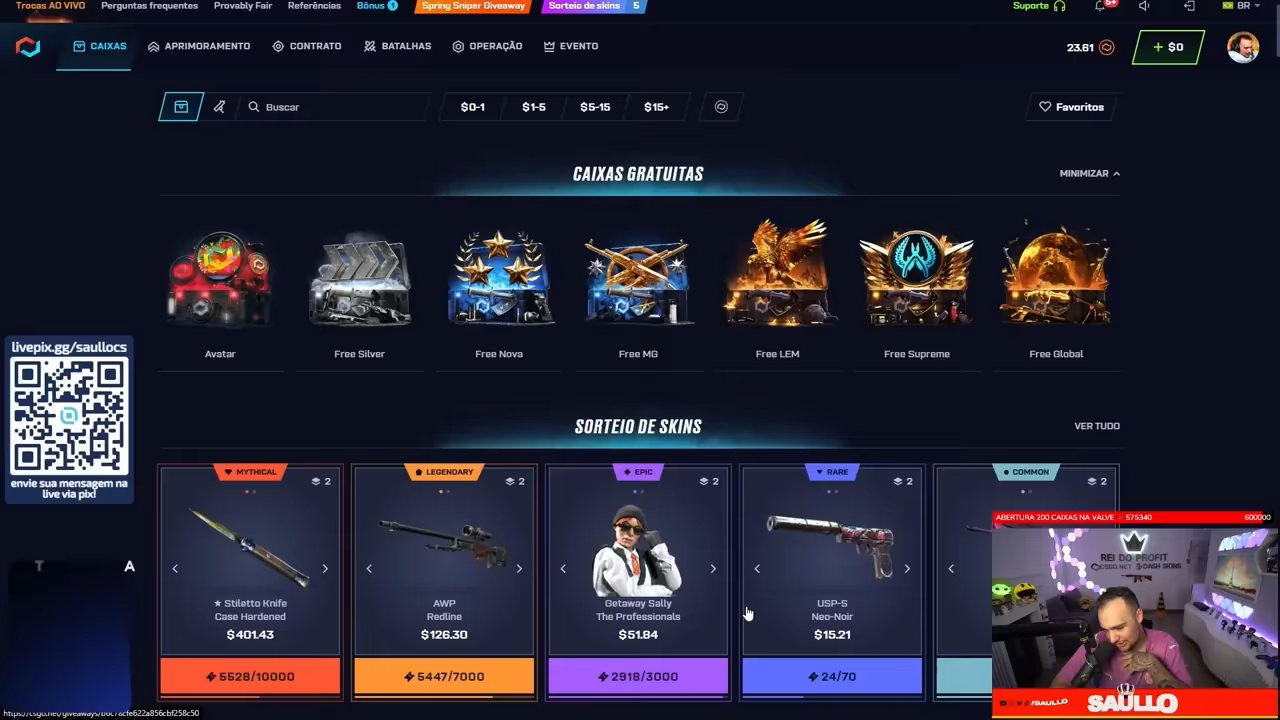 Trocas AO VIVO
Perguntas frequentes
Provably Fair
Referências
Bônus 1
Spring Sniper Giveaway
Sorteio de skins 5
Suporte
5+
BR
CAIXAS
APRIMORAMENTO
CONTRATO
BATALHAS
OPERAÇÃO
EVENTO
23.61
+ $0
Buscar
$0-1
$1-5
$5-15
$15+
Favoritos
CAIXAS GRATUITAS
MINIMIZAR
Avatar
Free Silver
Free Nova
Free MG
Free LEM
Free Supreme
Free Global
livepix.gg/saullocs
envie sua mensagem na
live via pix!
SORTEIO DE SKINS
VER TUDO
MYTHICAL
2
★ Stiletto Knife
Case Hardened
$401.43
5528/10000
LEGENDARY
2
AWP
Redline
$126.30
5447/7000
EPIC
2
Getaway Sally
The Professionals
$51.84
2918/3000
RARE
2
USP-S
Neo-Noir
$15.21
24/70
COMMON
2
T
A
ABERTURA 200 CAIXAS NA VALVE - 575340
600000
REI DO PROFIT
CSGO.NET
DASH SKINS
/SAULLO
SAULLO